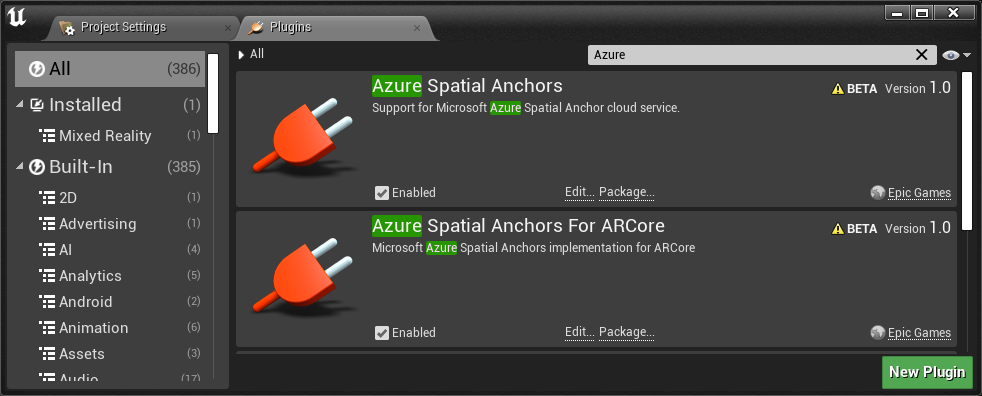 Project Settings
Plugins
All (386)
Installed (1)
Mixed Reality (1)
Built-In (385)
2D (1)
Advertising (1)
AI (4)
Analytics (5)
Android (2)
Animation (6)
Assets (3)
Audio (17)
All
Azure
Azure Spatial Anchors
BETA Version 1.0
Support for Microsoft Azure Spatial Anchor cloud service.
Enabled
Edit... Package...
Epic Games
Azure Spatial Anchors For ARCore
BETA Version 1.0
Microsoft Azure Spatial Anchors implementation for ARCore
Enabled
Edit... Package...
Epic Games
New Plugin